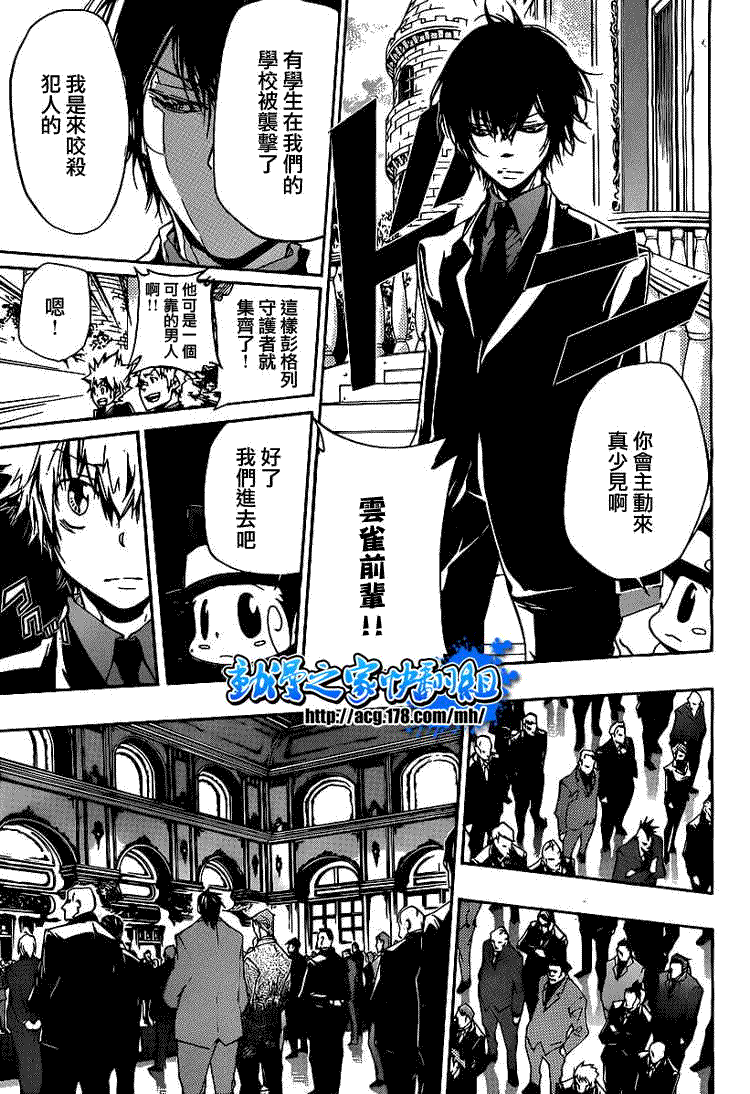 雲雀前輩!!
你會主動來
真少見啊
有學生在我們的
學校被襲擊了
我是來咬殺
犯人的
這樣彭格列
守護者就
集齊了!
他可是一個
可靠的男人
啊!!
嗯!
好了
我們進去吧
動漫之家快翻組
http://acg.178.com/mh/